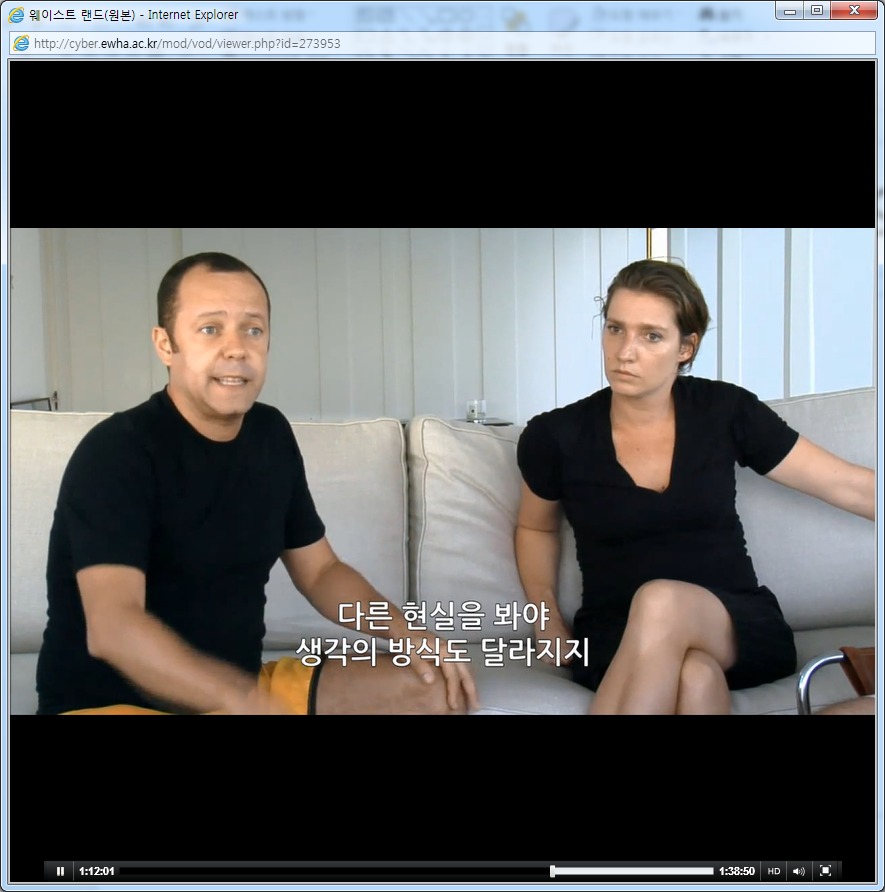 웨이스트 랜드(원본) - Internet Explorer
http://cyber.ewha.ac.kr/mod/vod/viewer.php?id=273953
다른 현실을 봐야
생각의 방식도 달라지지
1:12:01
1:38:50
HD